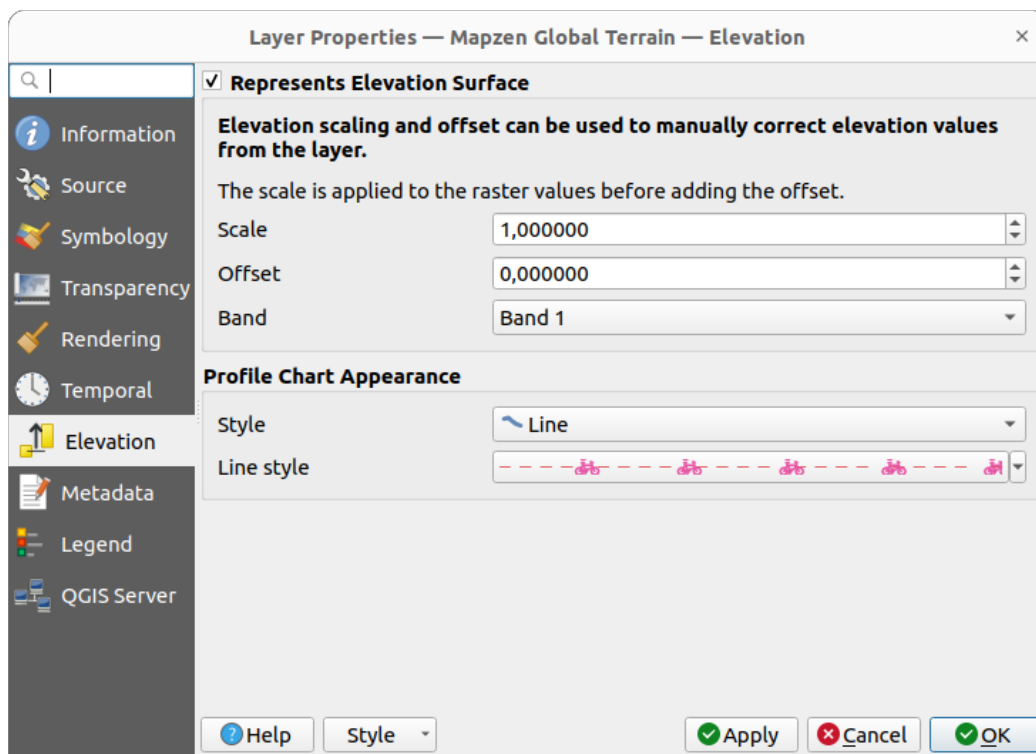 Layer Properties — Mapzen Global Terrain — Elevation
Information
Source
Symbology
Transparency
Rendering
Temporal
Elevation
Metadata
Legend
QGIS Server
Represents Elevation Surface
Elevation scaling and offset can be used to manually correct elevation values
from the layer.
The scale is applied to the raster values before adding the offset.
Scale 1,000000
Offset 0,000000
Band Band 1
Profile Chart Appearance
Style Line
Line style
Help Style Apply Cancel OK